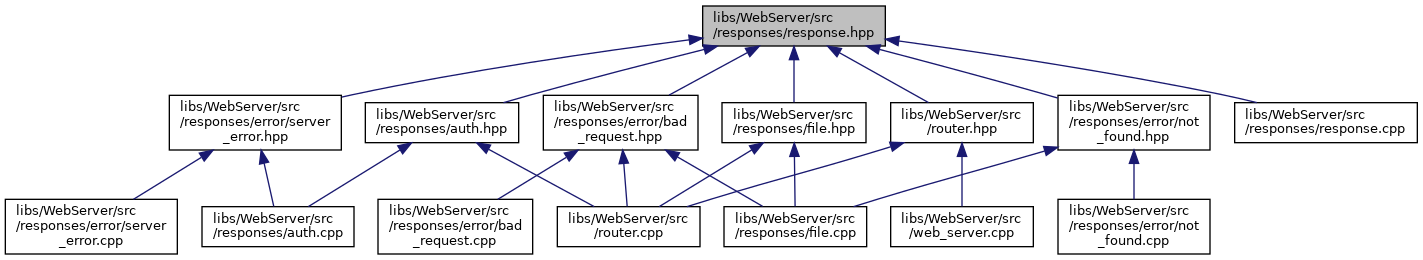 libs/WebServer/src
/responses/response.hpp
libs/WebServer/src
/responses/error/server
_error.hpp
libs/WebServer/src
/responses/auth.hpp
libs/WebServer/src
/responses/error/bad
_request.hpp
libs/WebServer/src
/responses/file.hpp
libs/WebServer/src
/router.hpp
libs/WebServer/src
/responses/error/not
_found.hpp
libs/WebServer/src
/responses/response.cpp
libs/WebServer/src
/responses/error/server
_error.cpp
libs/WebServer/src
/responses/auth.cpp
libs/WebServer/src
/responses/error/bad
_request.cpp
libs/WebServer/src
/router.cpp
libs/WebServer/src
/responses/file.cpp
libs/WebServer/src
/web_server.cpp
libs/WebServer/src
/responses/error/not
_found.cpp